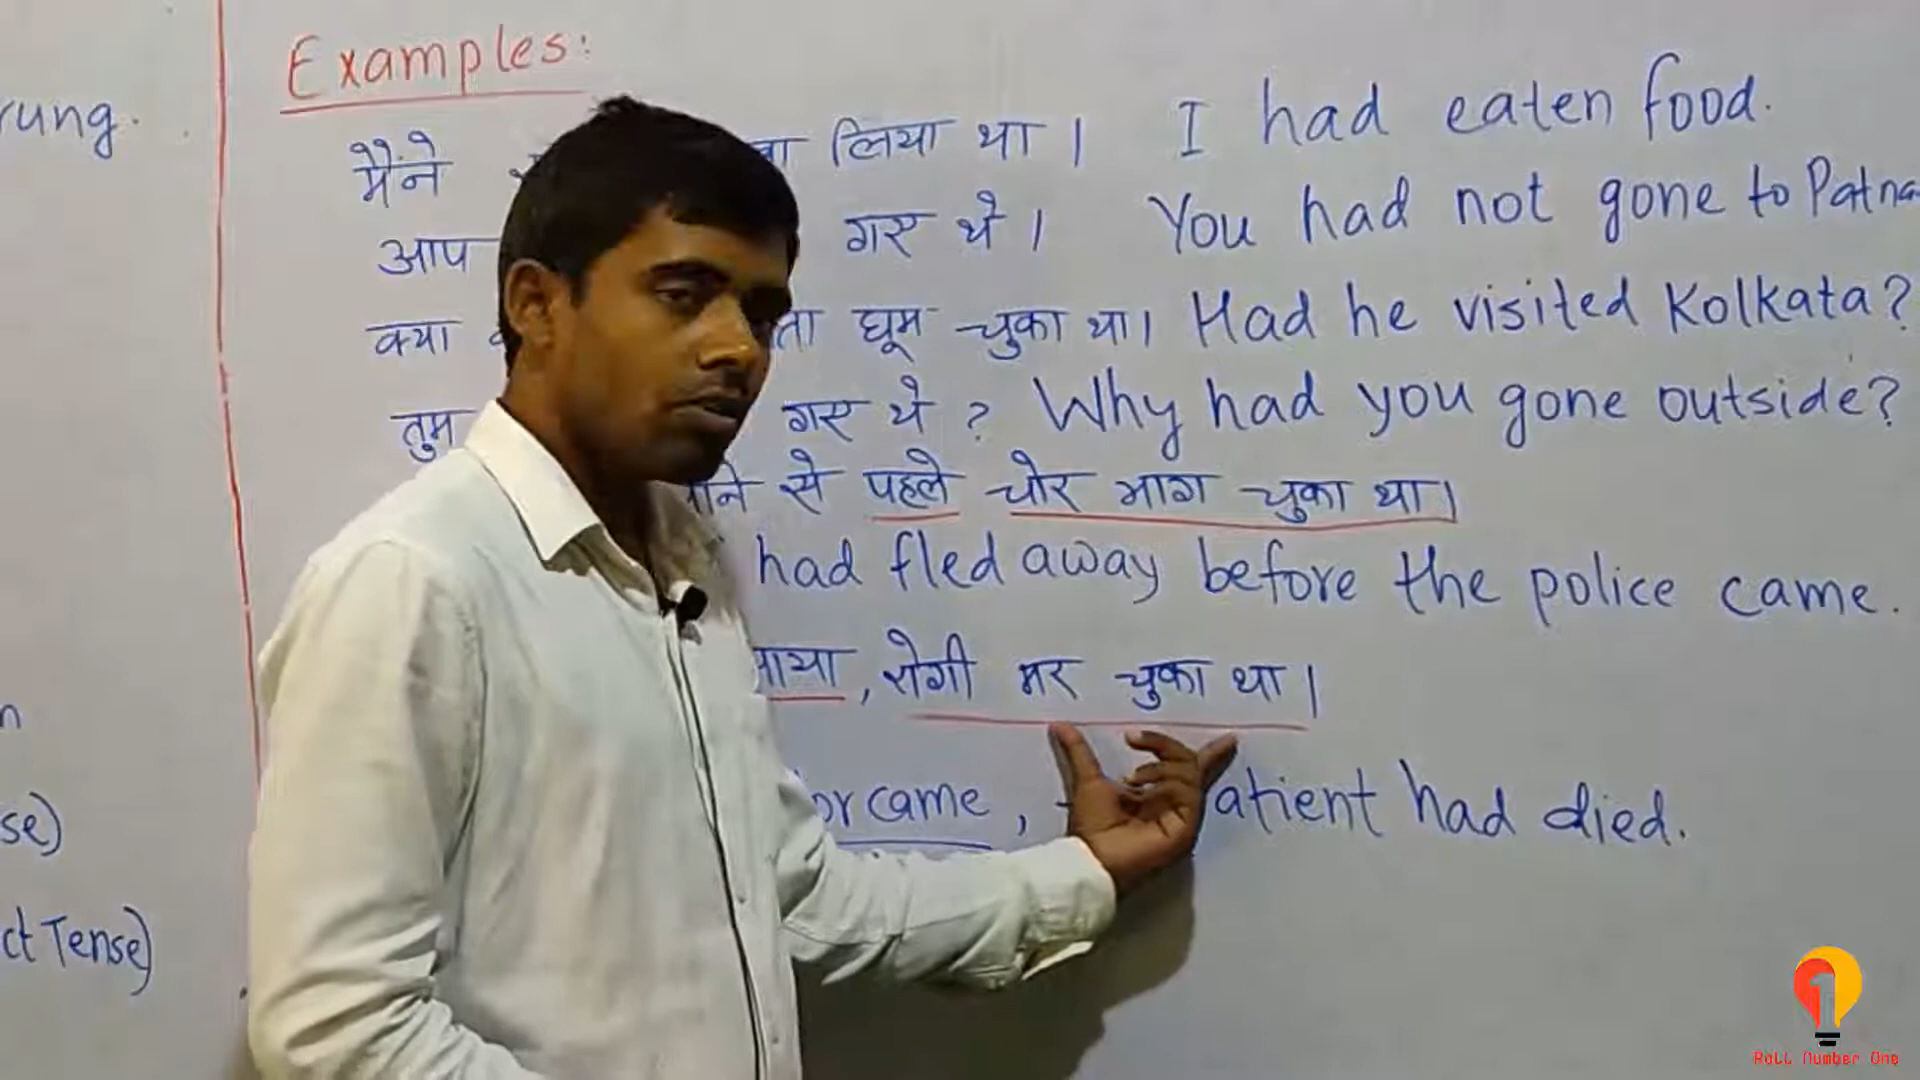 rung.
Examples:
मैंने लिया था। I had eaten food.
आप गए थे। You had not gone to Patna
क्या घूम चुका था। Had he visited Kolkata?
तुम गए थे? Why had you gone outside?
से पहले चोर भाग चुका था।
had fled away before the police came.
रोगी मर चुका था।
n
se)
or came, atient had died.
ct Tense)
1
Roll Number One